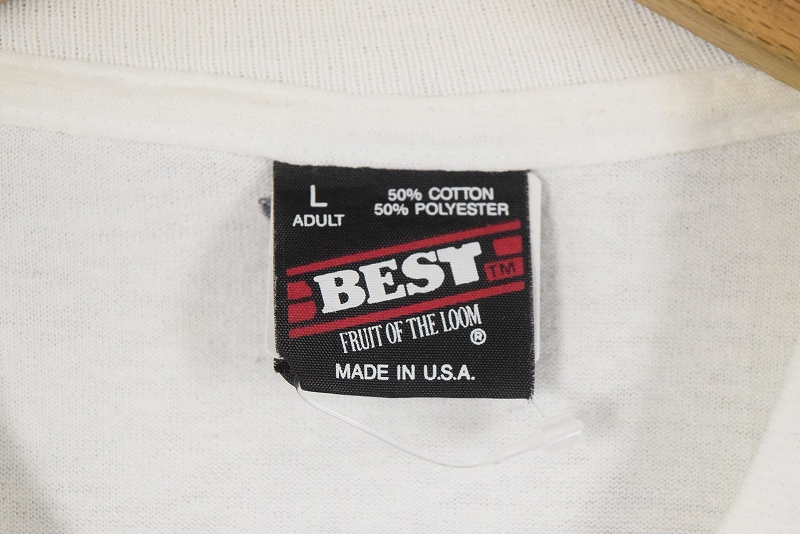 L
ADULT
50% COTTON
50% POLYESTER
BEST TM
FRUIT OF THE LOOM ®
MADE IN U.S.A.